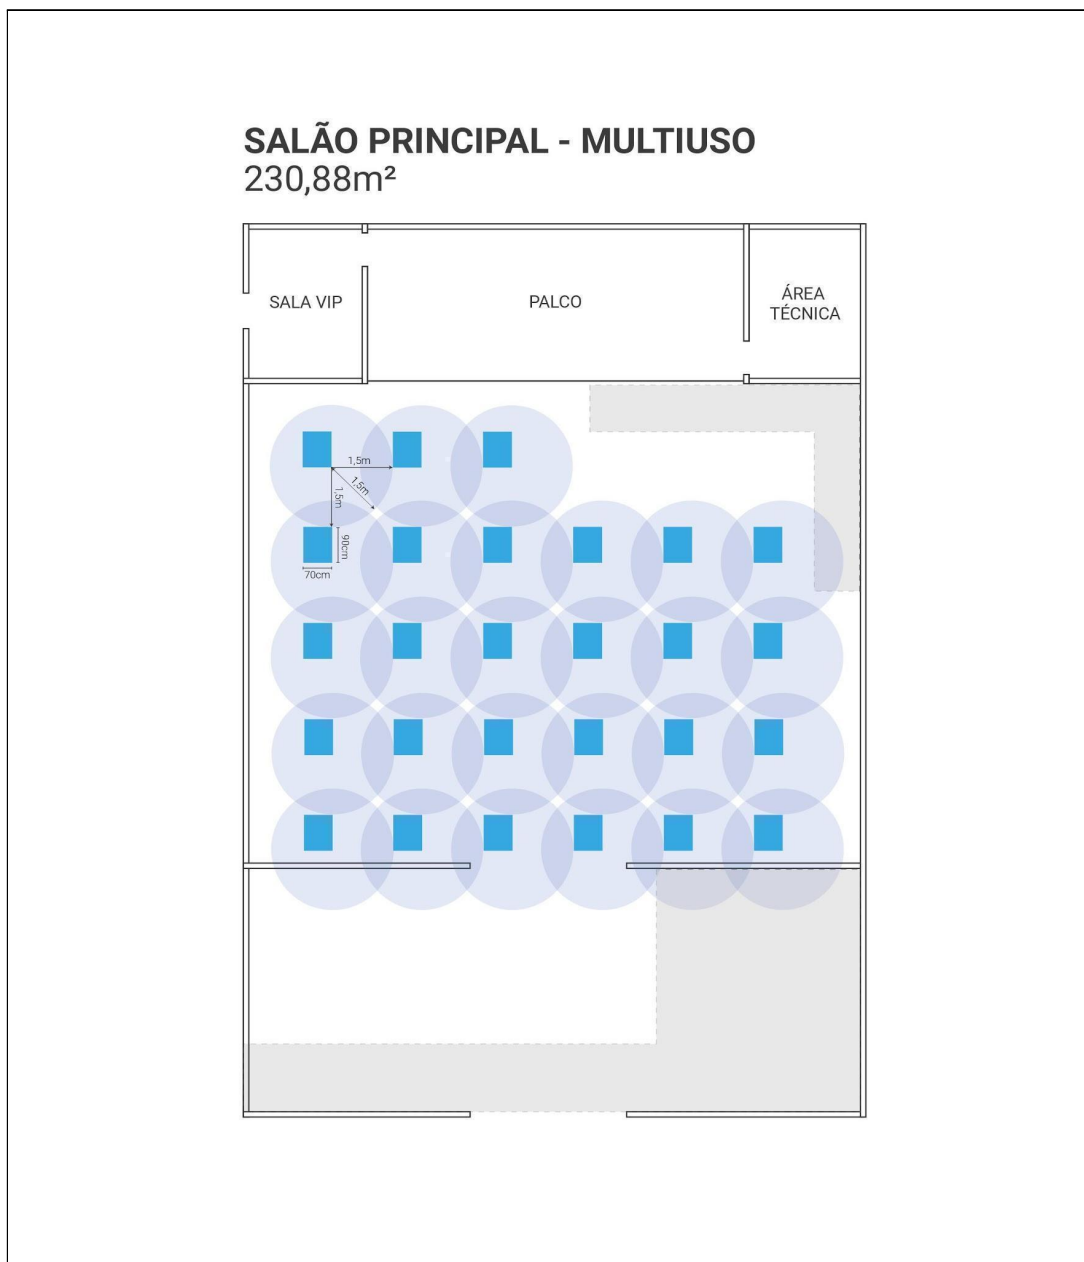 SALÃO PRINCIPAL - MULTIUSO
230,88m²
SALA VIP
PALCO
ÁREA
TÉCNICA
1,5m
1,5m
1,5m
90cm
70cm